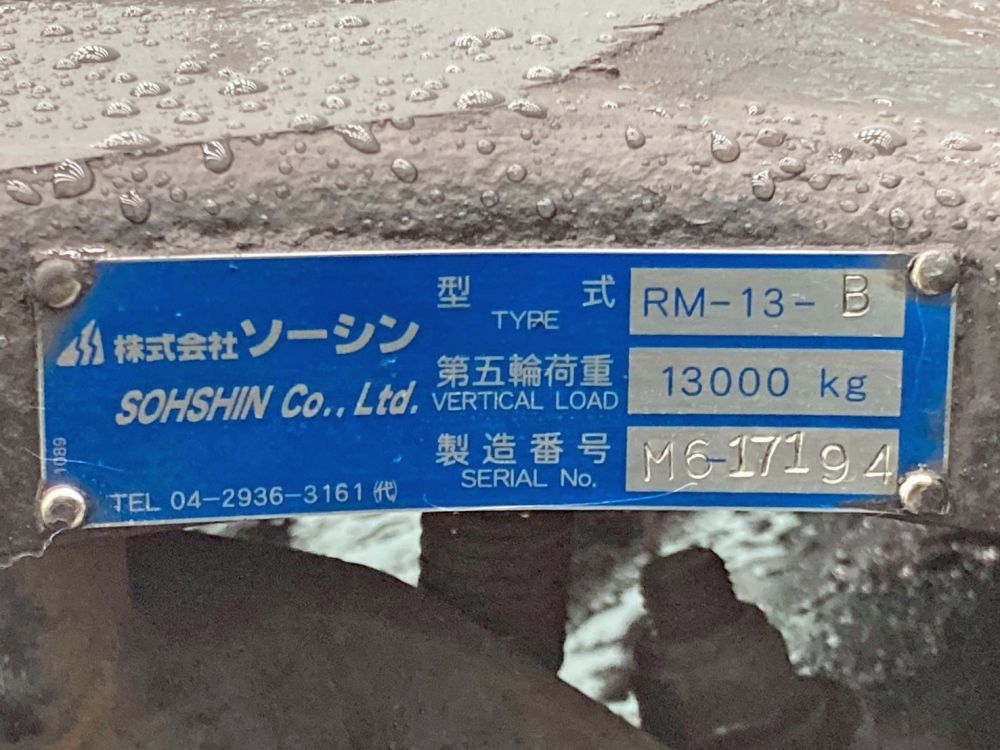 株式会社ソーシン
SOHSHIN Co., Ltd.
1089
TEL 04-2936-3161 ㈹
型 式 RM-13-B
TYPE
第五輪荷重 13000 kg
VERTICAL LOAD
製造番号 M6-17194
SERIAL No.